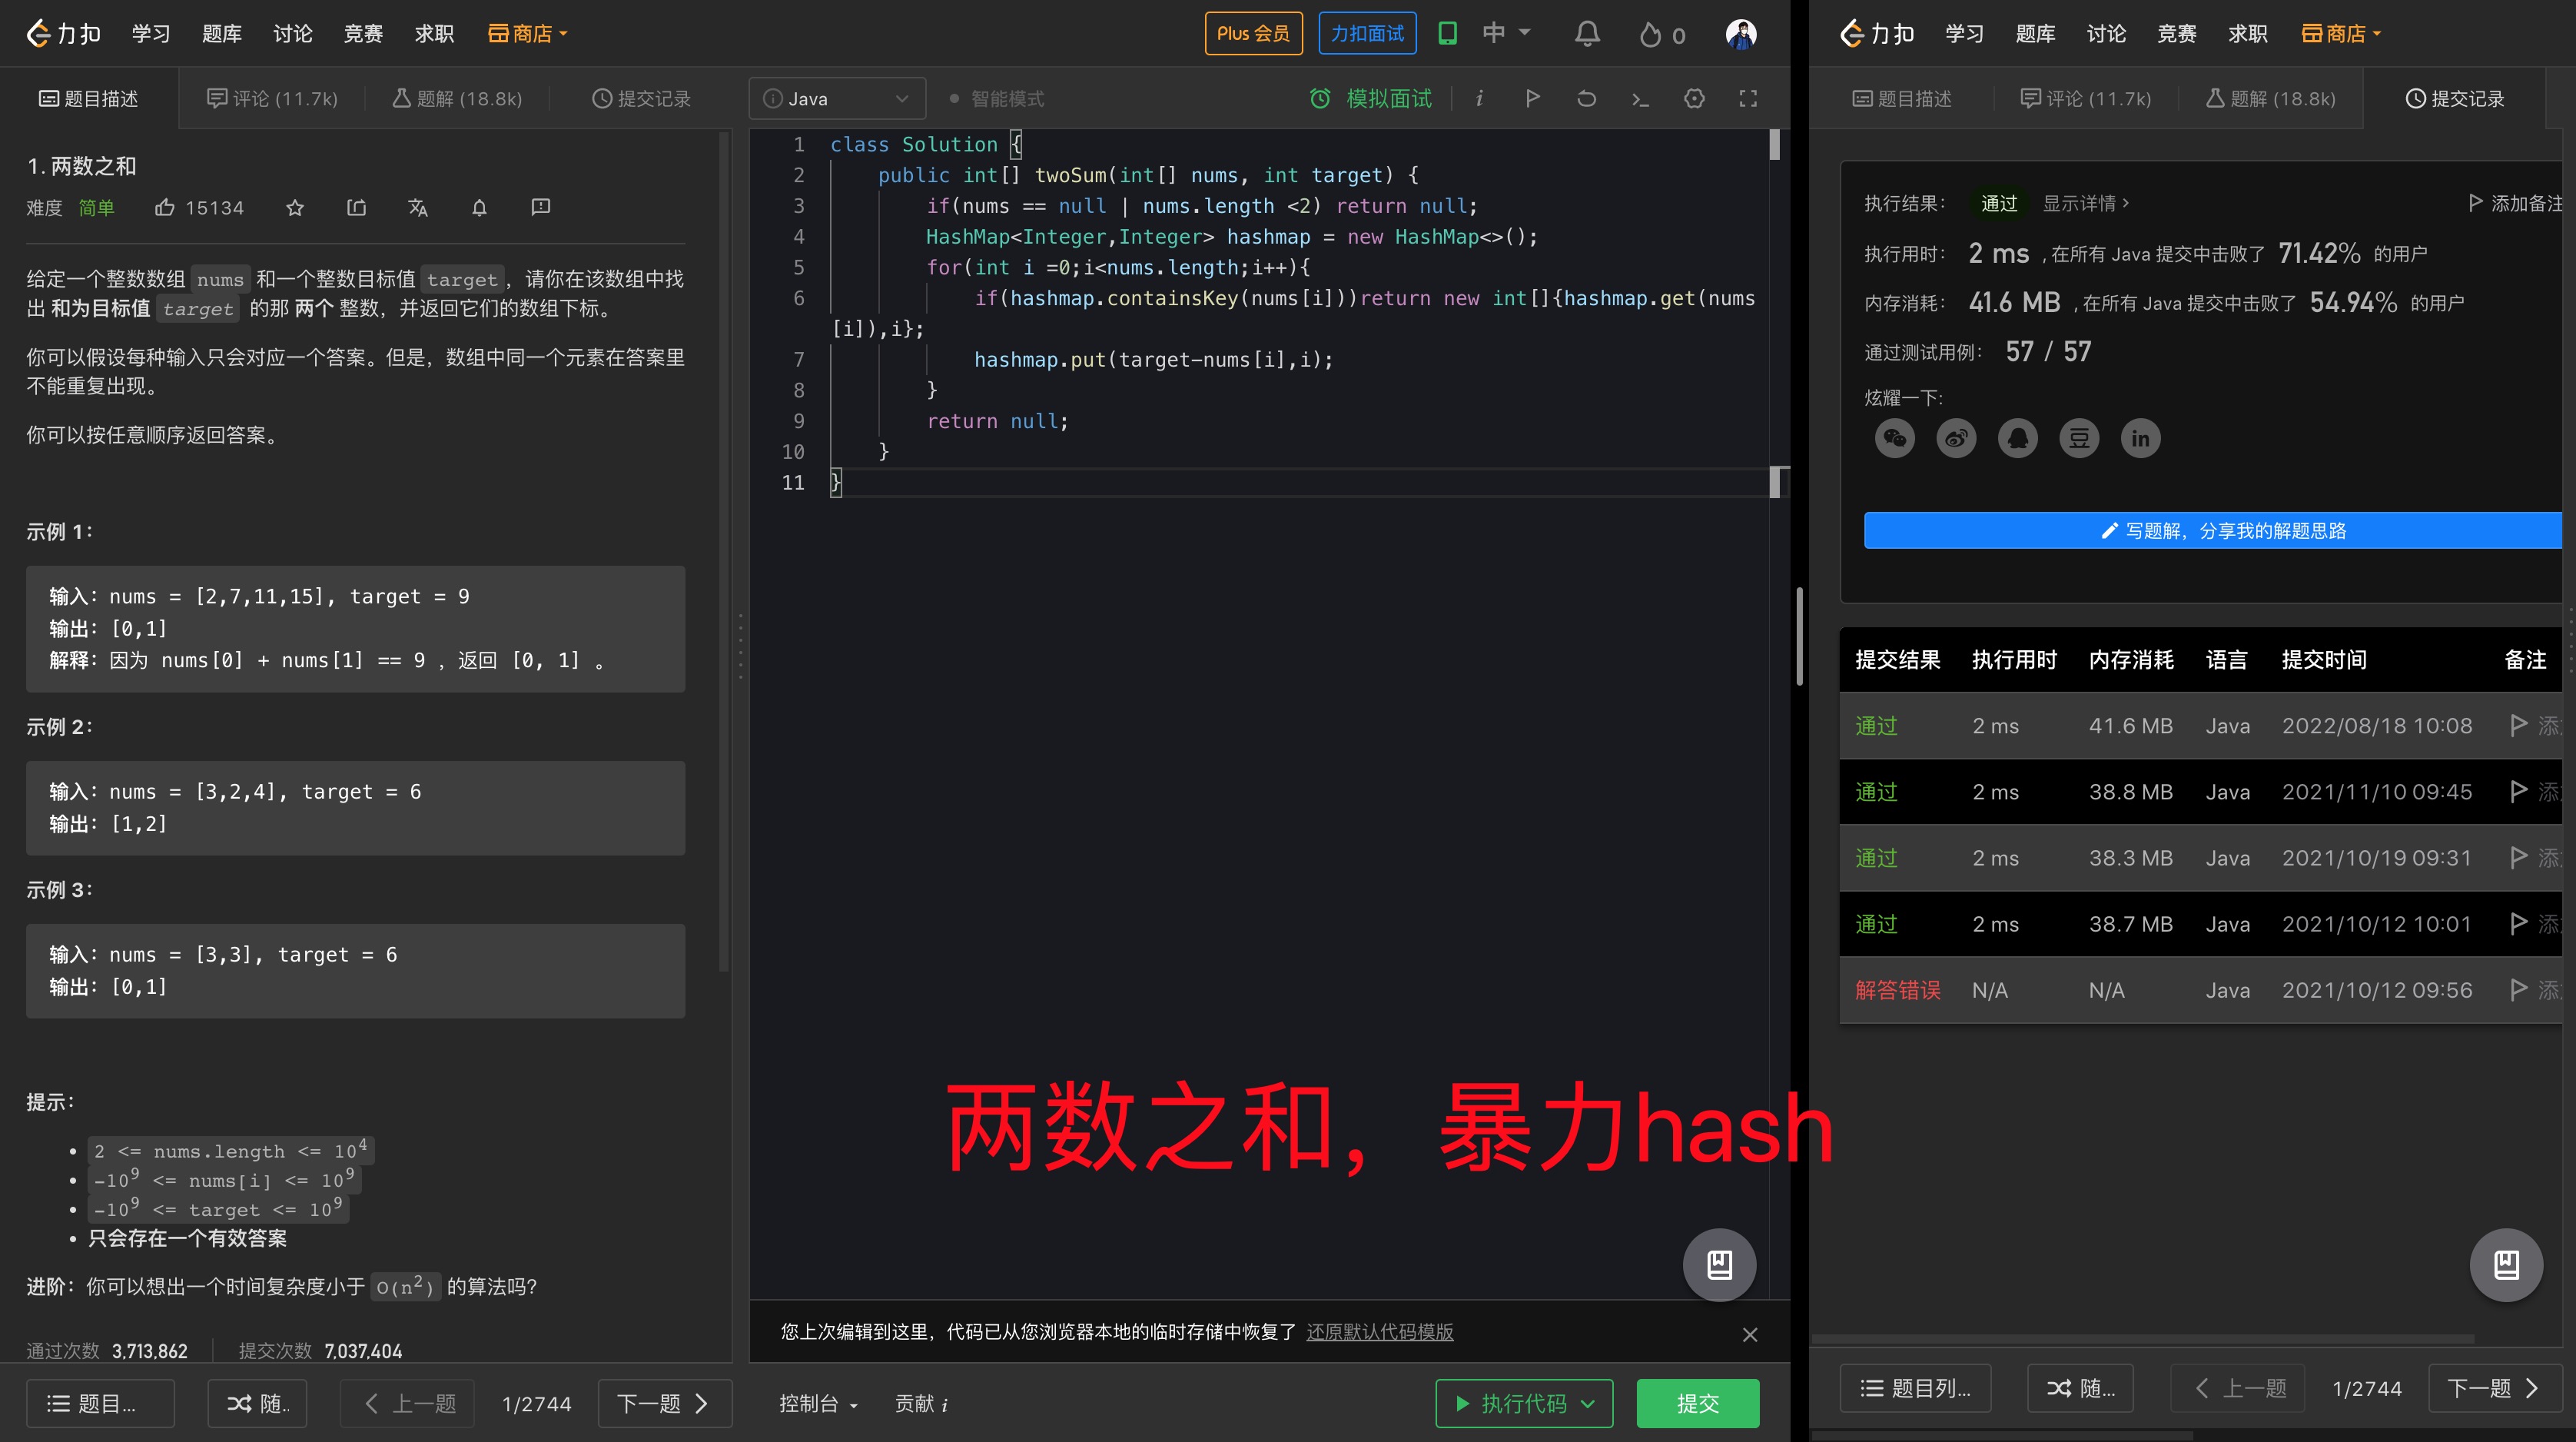 力扣 学习 题库 讨论 竞赛 求职 商店 Plus 会员 力扣面试 中 0
题目描述 评论 (11.7k) 题解 (18.8k) 提交记录
1. 两数之和
难度 简单 15134
给定一个整数数组 nums 和一个整数目标值 target，请你在该数组中找
出 和为目标值 target 的那 两个 整数，并返回它们的数组下标。
你可以假设每种输入只会对应一个答案。但是，数组中同一个元素在答案里
不能重复出现。
你可以按任意顺序返回答案。
示例 1：
输入：nums = [2,7,11,15], target = 9
输出：[0,1]
解释：因为 nums[0] + nums[1] == 9 ，返回 [0, 1] 。
示例 2：
输入：nums = [3,2,4], target = 6
输出：[1,2]
示例 3：
输入：nums = [3,3], target = 6
输出：[0,1]
提示：
2 <= nums.length <= 10^4
-10^9 <= nums[i] <= 10^9
-10^9 <= target <= 10^9
只会存在一个有效答案
进阶：你可以想出一个时间复杂度小于 O(n^2) 的算法吗？
通过次数 3,713,862 提交次数 7,037,404
题目... 随.. 上一题 1/2744 下一题
Java 智能模式 模拟面试
1 class Solution {
2 public int[] twoSum(int[] nums, int target) {
3 if(nums == null | nums.length <2) return null;
4 HashMap<Integer,Integer> hashmap = new HashMap<>();
5 for(int i =0;i<nums.length;i++){
6 if(hashmap.containsKey(nums[i]))return new int[]{hashmap.get(nums
[i]),i};
7 hashmap.put(target-nums[i],i);
8 }
9 return null;
10 }
11 }
两数之和，暴力hash
您上次编辑到这里，代码已从您浏览器本地的临时存储中恢复了 还原默认代码模版
控制台 贡献 i 执行代码 提交
力扣 学习 题库 讨论 竞赛 求职 商店
题目描述 评论 (11.7k) 题解 (18.8k) 提交记录
执行结果： 通过 显示详情 > 添加备注
执行用时： 2 ms , 在所有 Java 提交中击败了 71.42% 的用户
内存消耗： 41.6 MB , 在所有 Java 提交中击败了 54.94% 的用户
通过测试用例： 57 / 57
炫耀一下:
写题解，分享我的解题思路
提交结果 执行用时 内存消耗 语言 提交时间 备注
通过 2 ms 41.6 MB Java 2022/08/18 10:08 添
通过 2 ms 38.8 MB Java 2021/11/10 09:45 添
通过 2 ms 38.3 MB Java 2021/10/19 09:31 添
通过 2 ms 38.7 MB Java 2021/10/12 10:01 添
解答错误 N/A N/A Java 2021/10/12 09:56 添
题目列... 随... 上一题 1/2744 下一题